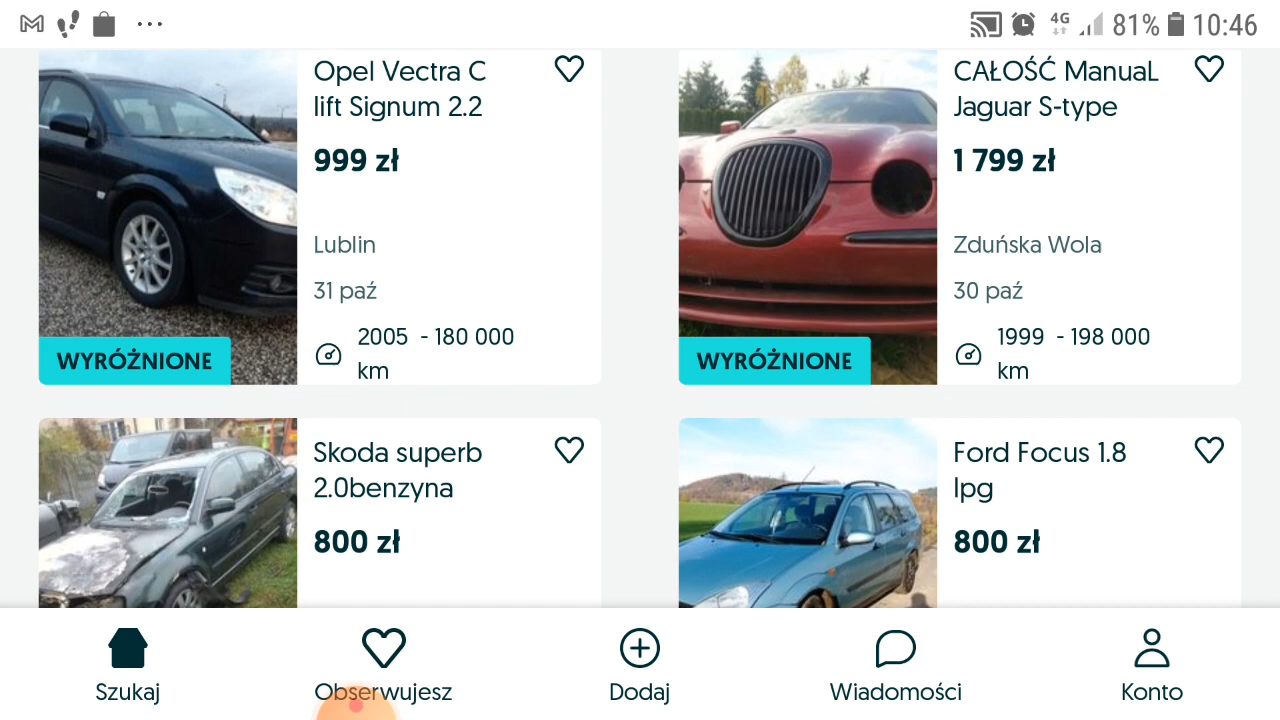 4G 81% 10:46
Opel Vectra C
lift Signum 2.2
999 zł
Lublin
31 paź
2005 - 180 000
km
WYRÓŻNIONE
CAŁOŚĆ ManuaL
Jaguar S-type
1 799 zł
Zduńska Wola
30 paź
1999 - 198 000
km
WYRÓŻNIONE
Skoda superb
2.0benzyna
800 zł
Ford Focus 1.8
lpg
800 zł
Szukaj
Obserwujesz
Dodaj
Wiadomości
Konto